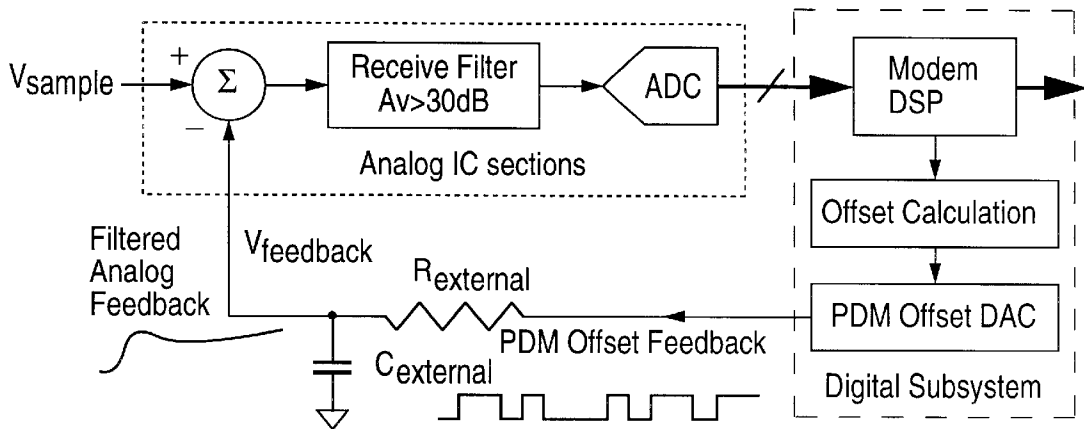 Vsample
+
−
Σ
Receive Filter
Av>30dB
ADC
Analog IC sections
Modem
DSP
Offset Calculation
PDM Offset DAC
Digital Subsystem
Filtered
Analog
Feedback
Vfeedback
Rexternal
PDM Offset Feedback
Cexternal